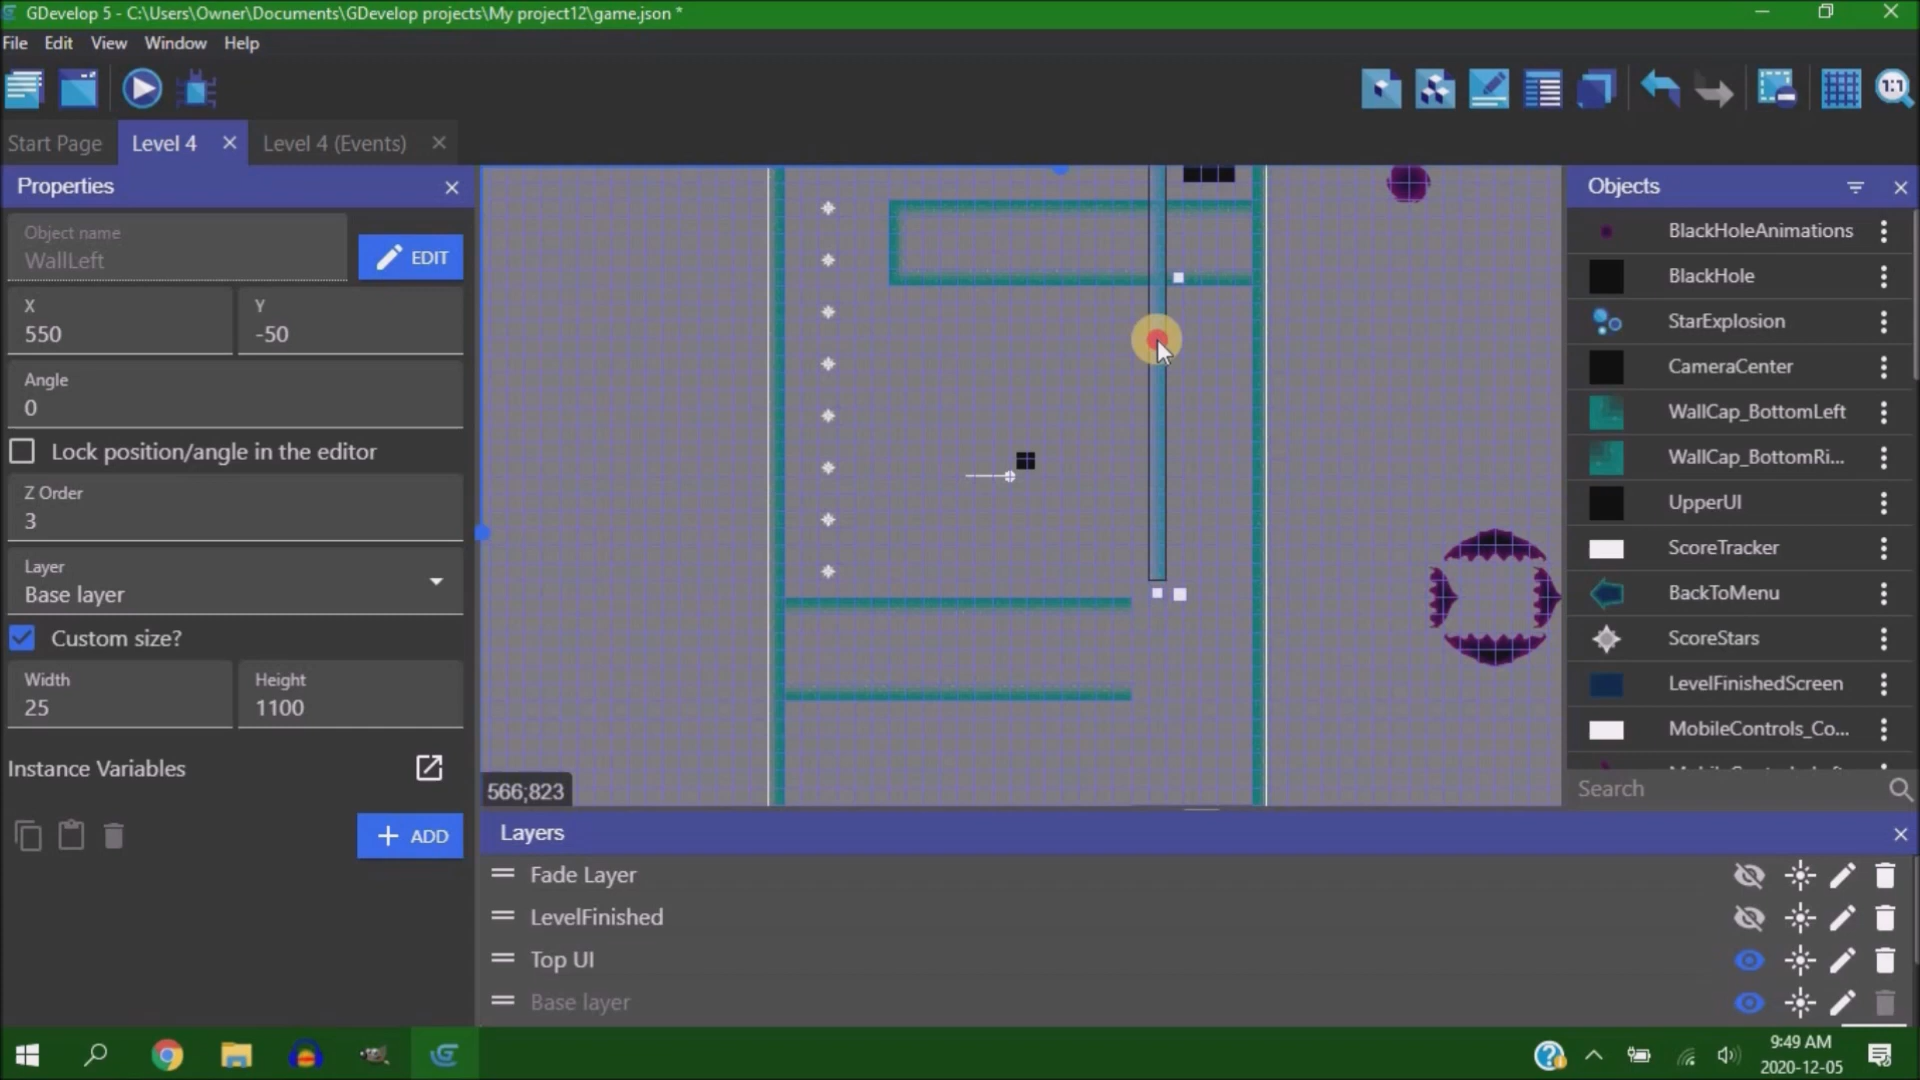 GDevelop 5 - C:\Users\Owner\Documents\GDevelop projects\My project12\game.json *
File Edit View Window Help
1:1
Start Page Level 4 Level 4 (Events)
Properties
Object name
WallLeft
EDIT
X
550
Y
-50
Angle
0
Lock position/angle in the editor
Z Order
3
Layer
Base layer
Custom size?
Width
25
Height
1100
Instance Variables
ADD
566;823
Objects
BlackHoleAnimations
BlackHole
StarExplosion
CameraCenter
WallCap_BottomLeft
WallCap_BottomRi...
UpperUI
ScoreTracker
BackToMenu
ScoreStars
LevelFinishedScreen
MobileControls_Co...
Search
Layers
Fade Layer
LevelFinished
Top UI
Base layer
9:49 AM
2020-12-05